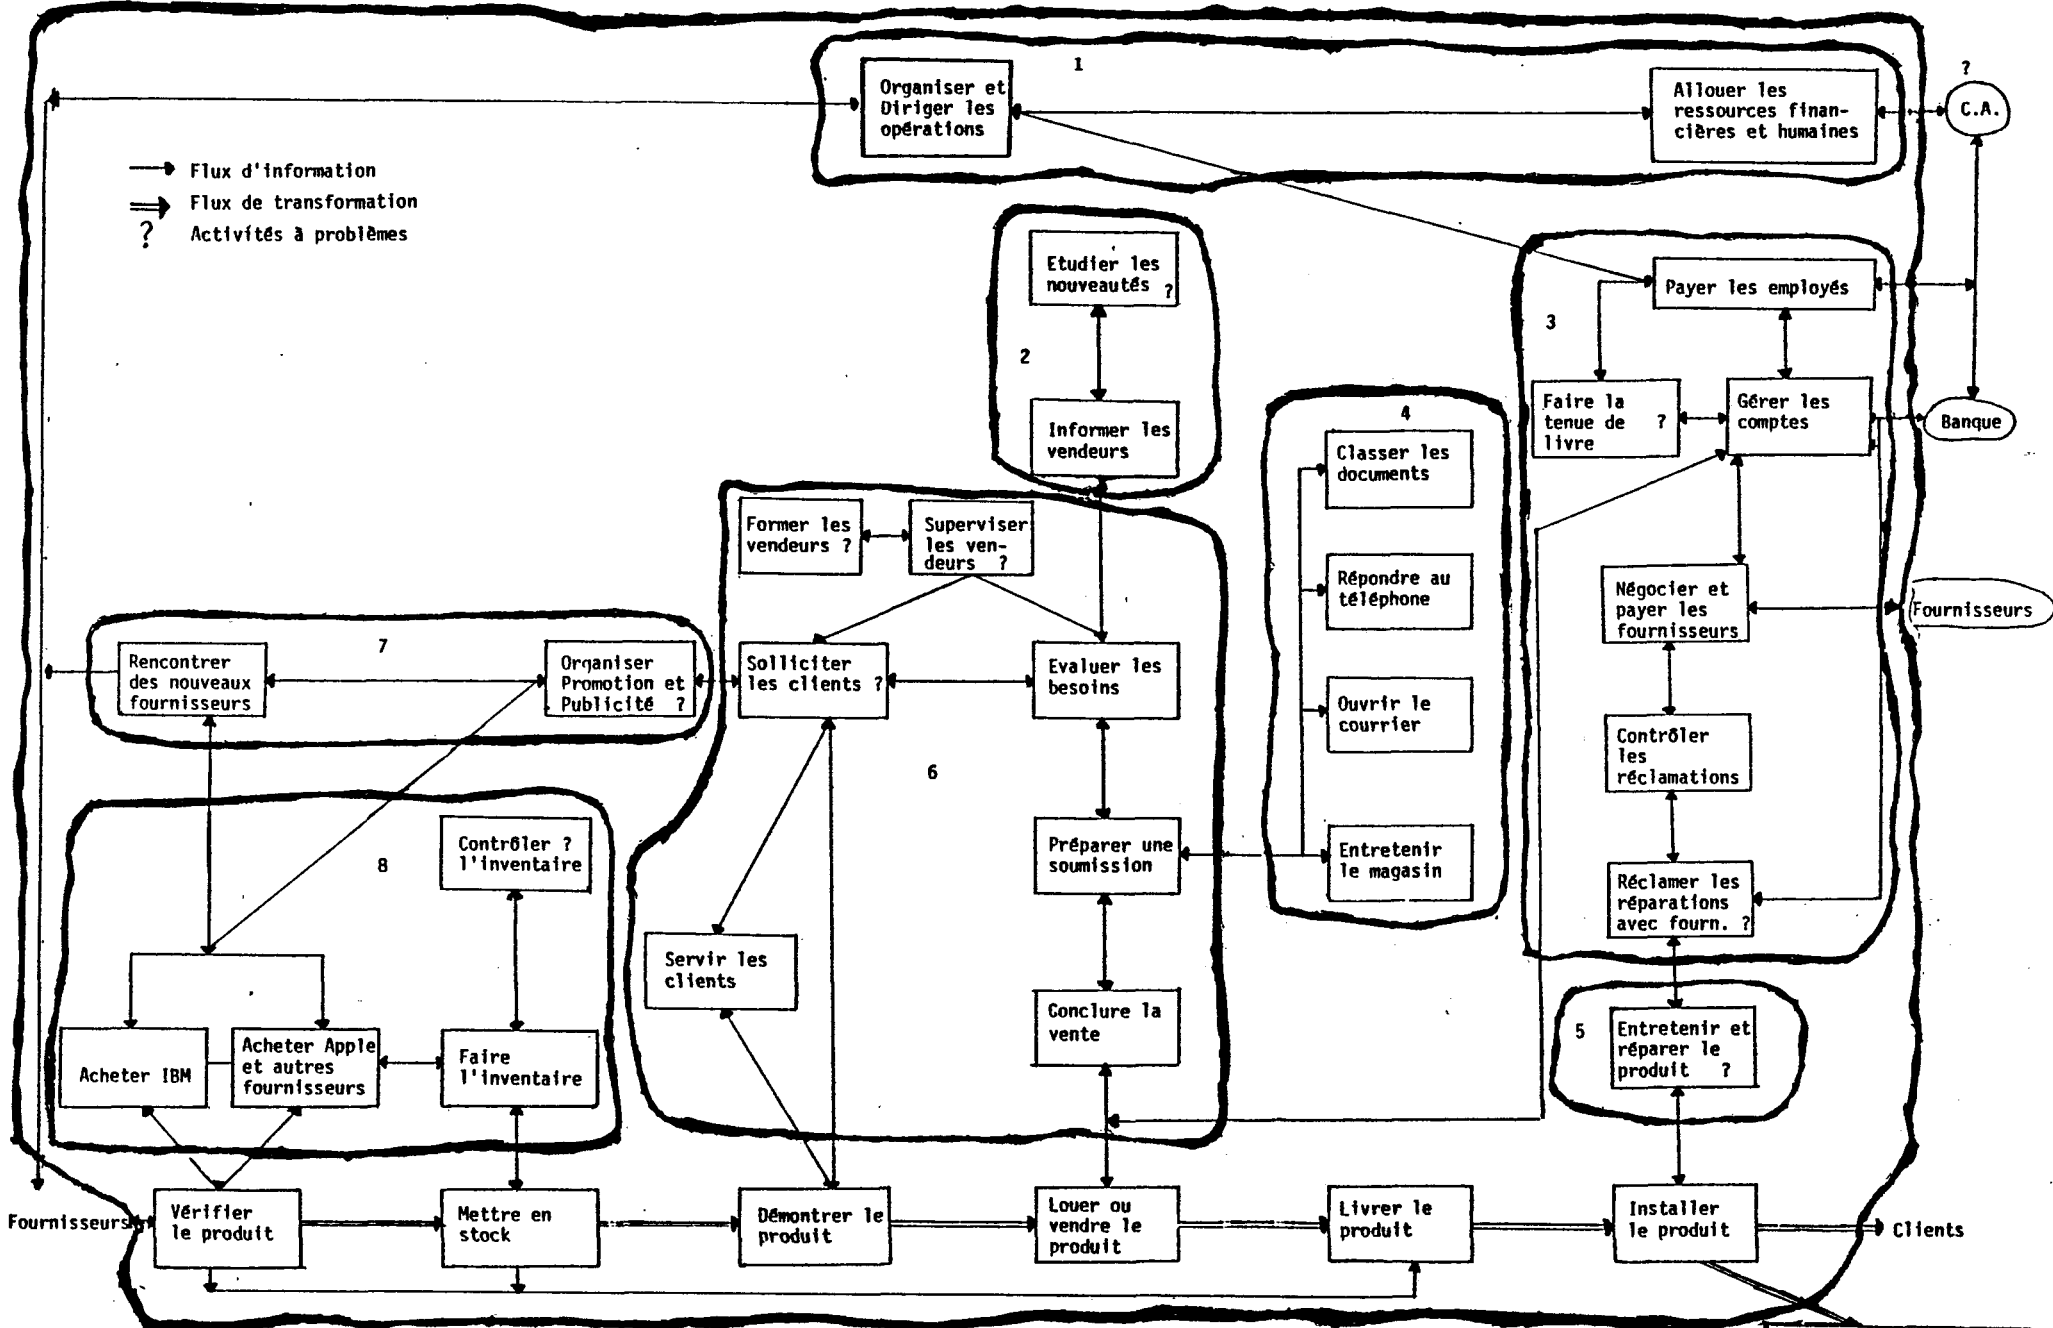 1
Organiser et
Diriger les
opérations
Allouer les
ressources finan-
cières et humaines
?
C.A.
Flux d'information
Flux de transformation
? Activités à problèmes
2
Etudier les
nouveautés ?
Informer les
vendeurs
3
Payer les employés
Faire la
tenue de ?
livre
Gérer les
comptes
Banque
Négocier et
payer les
fournisseurs
Fournisseurs
Contrôler
les
réclamations
Réclamer les
réparations
avec fourn. ?
4
Classer les
documents
Répondre au
téléphone
Ouvrir le
courrier
Entretenir
le magasin
5
Entretenir et
réparer le
produit ?
Former les
vendeurs ?
Superviser
les ven-
deurs ?
Solliciter
les clients ?
Evaluer les
besoins
6
Préparer une
soumission
Servir les
clients
Conclure la
vente
7
Rencontrer
des nouveaux
fournisseurs
Organiser
Promotion et
Publicité ?
8
Contrôler ?
l'inventaire
Acheter IBM
Acheter Apple
et autres
fournisseurs
Faire
l'inventaire
Fournisseurs
Vérifier
le produit
Mettre en
stock
Démontrer le
produit
Louer ou
vendre le
produit
Livrer le
produit
Installer
le produit
Clients